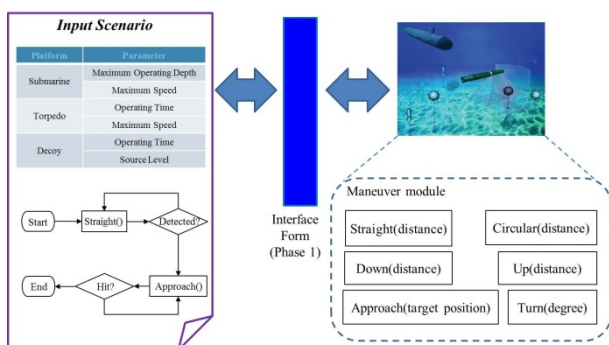 Input Scenario
Platform Parameter
Submarine
Maximum Operating Depth
Maximum Speed
Torpedo
Operating Time
Maximum Speed
Decoy
Operating Time
Source Level
Start
Straight()
Detected?
End
Hit?
Approach()
Interface
Form
(Phase 1)
Maneuver module
Straight(distance) Circular(distance)
Down(distance) Up(distance)
Approach(target position) Turn(degree)